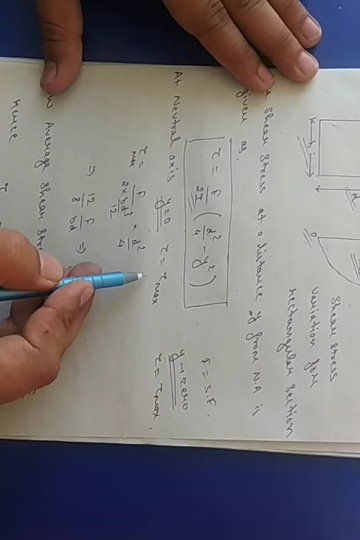 b
d
Shear stress
variation for
rectangular section
Shear Stress at a distance y from N.A is
given as.
τ = F/2I ( d²/4 - y² )
S = S.F.
At Neutral axis y=0 τ = τmax
y → zero
τ = τmax.
τmax = F / (2 x bd³/12) x d²/4
⇒ 12/8 F/bd ⇒
Average Shear
Hence